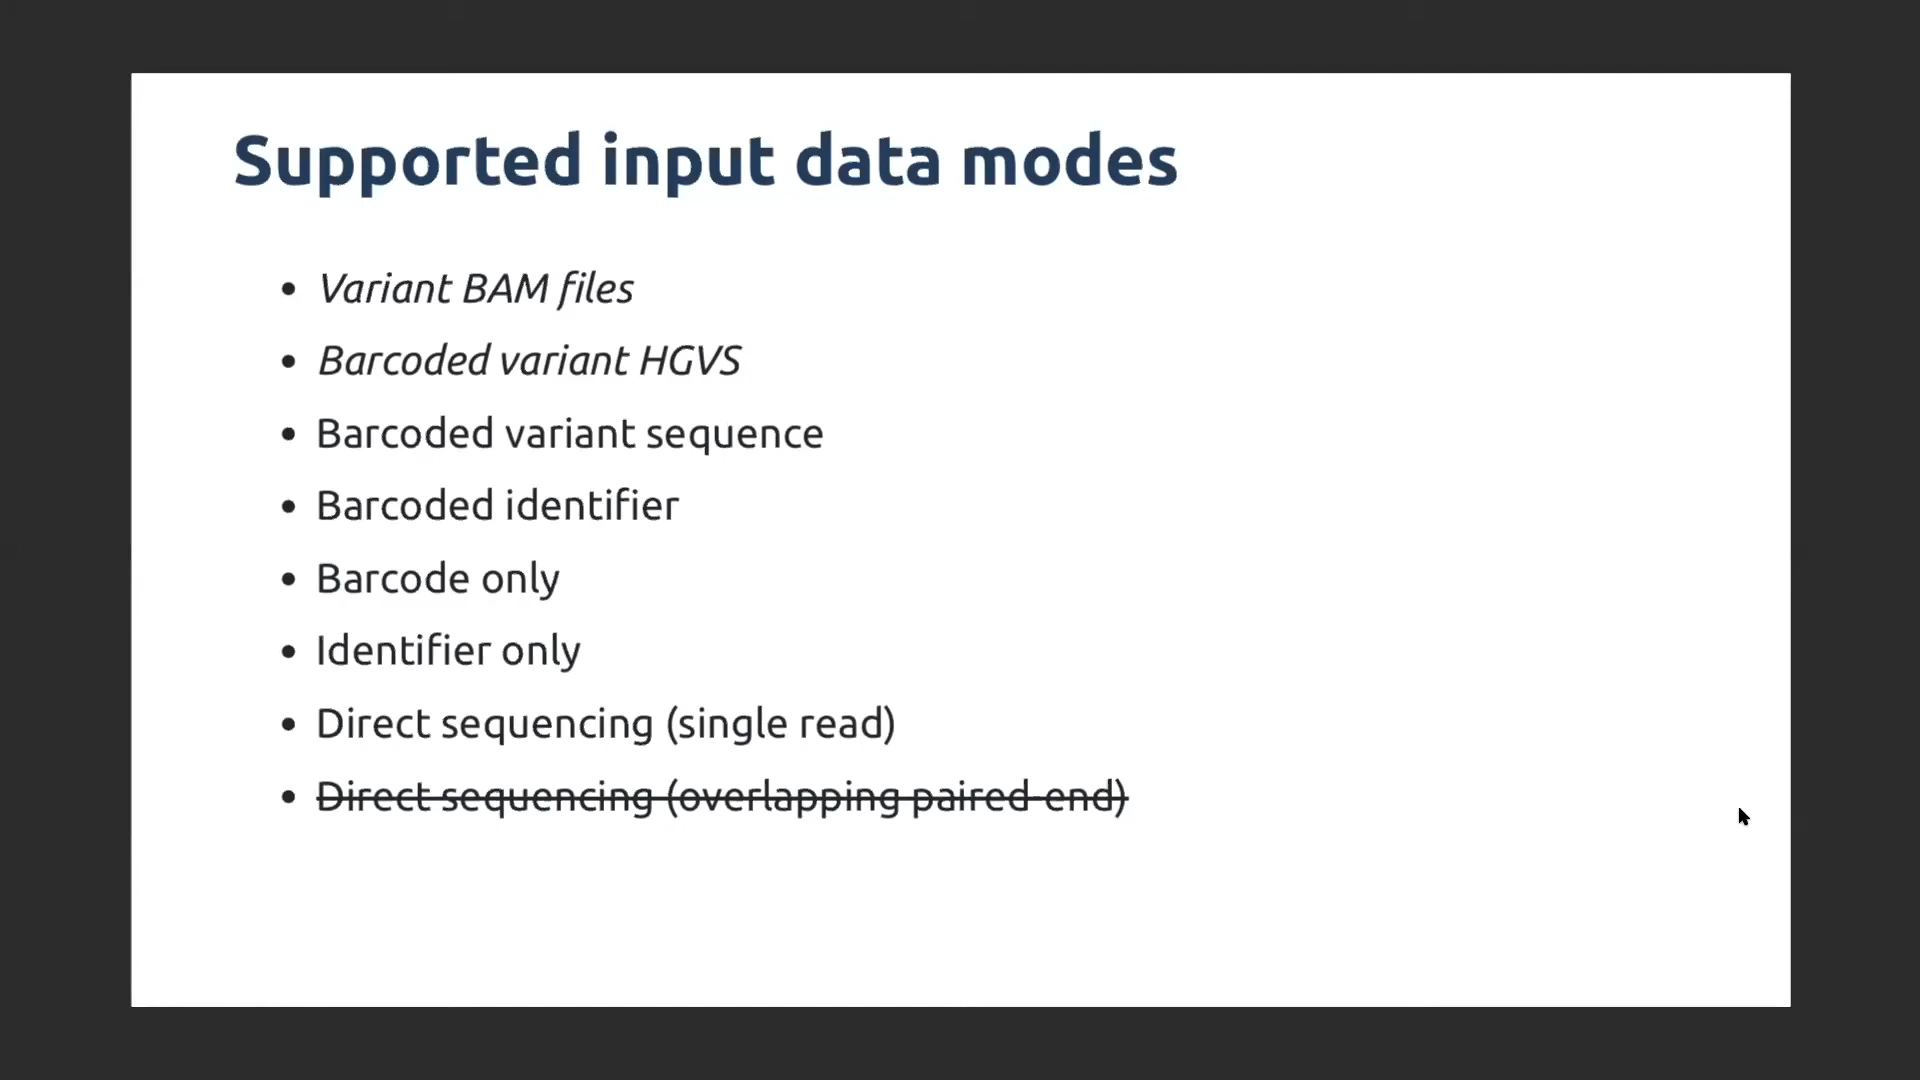 Supported input data modes
• Variant BAM files
• Barcoded variant HGVS
• Barcoded variant sequence
• Barcoded identifier
• Barcode only
• Identifier only
• Direct sequencing (single read)
• Direct sequencing (overlapping paired-end)